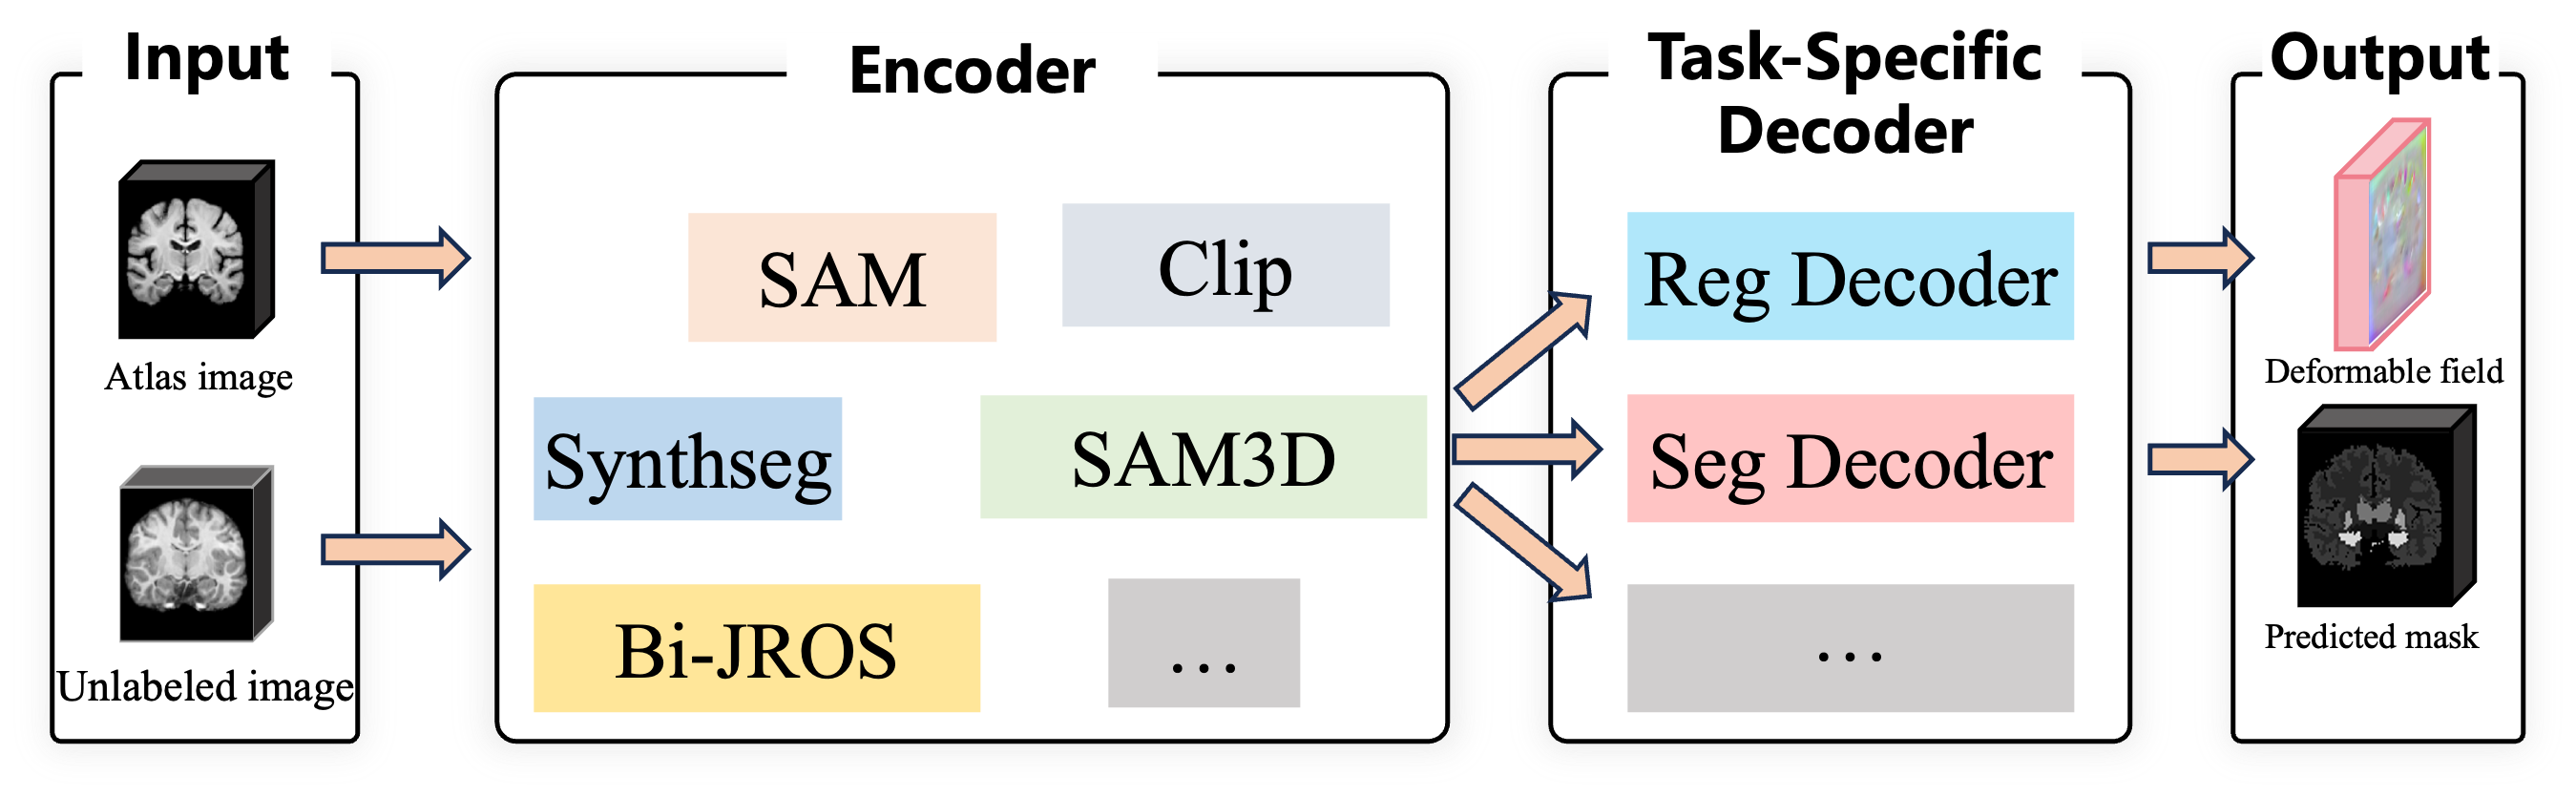 Input
Atlas image
Unlabeled image
Encoder
SAM
Clip
Synthseg
SAM3D
Bi-JROS
...
Task-Specific
Decoder
Reg Decoder
Seg Decoder
...
Output
Deformable field
Predicted mask